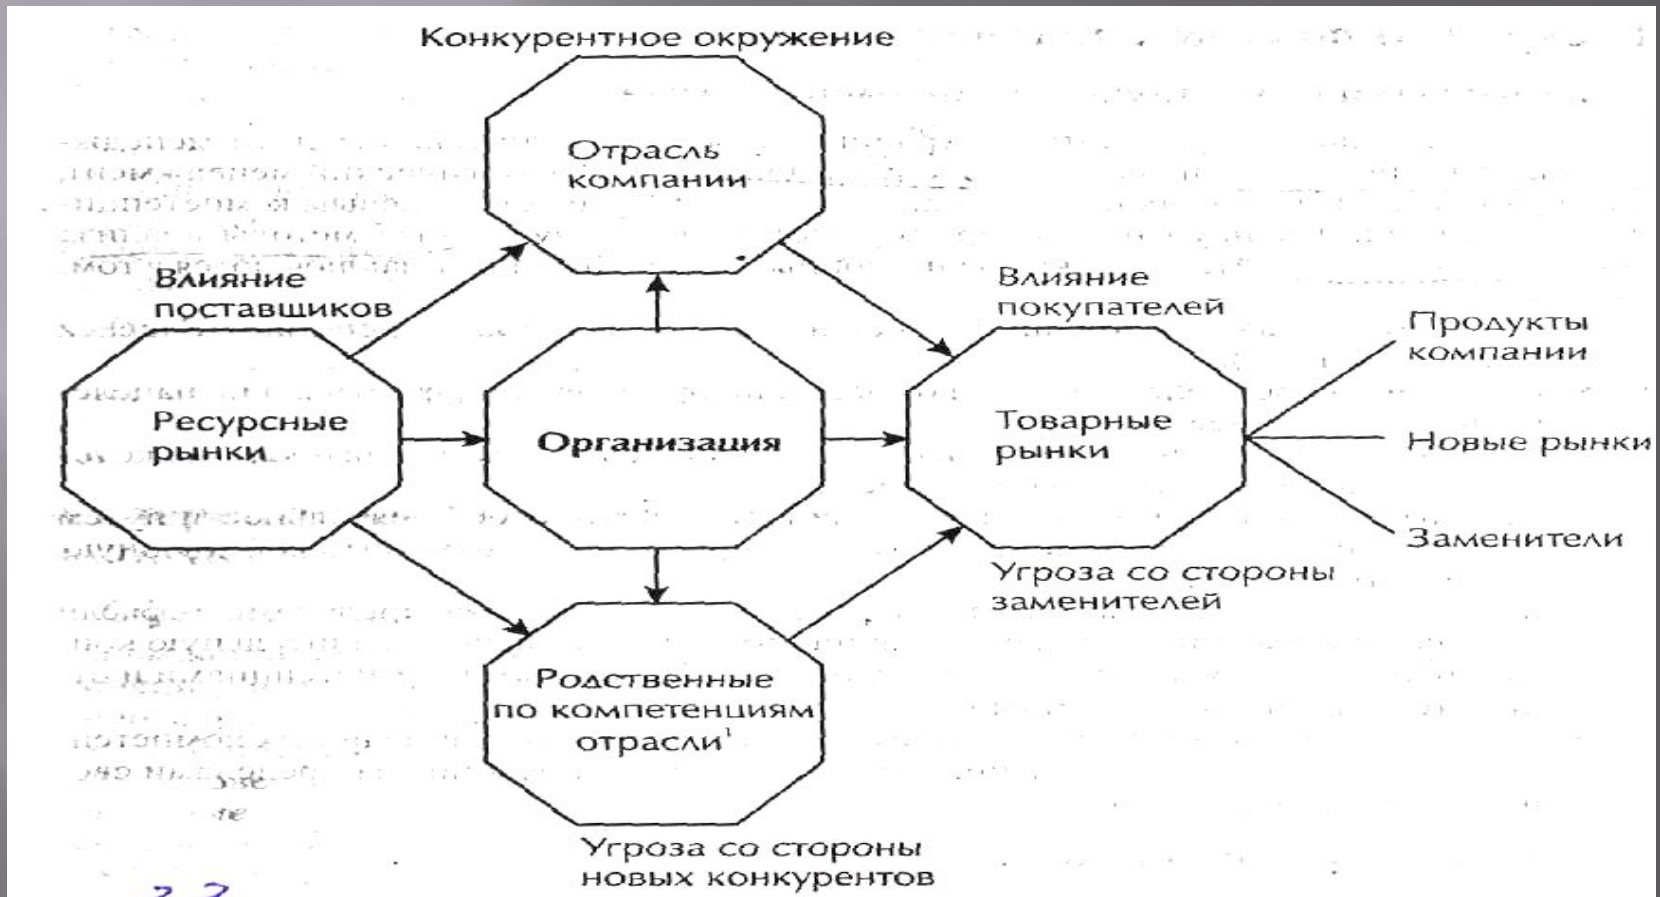 Конкурентное окружение
Отрасль
компании
Влияние
поставщиков
Влияние
покупателей
Продукты
компании
Ресурсные
рынки
Организация
Товарные
рынки
Новые рынки
Заменители
Угроза со стороны
заменителей
Родственные
по компетенциям
отрасли¹
Угроза со стороны
новых конкурентов